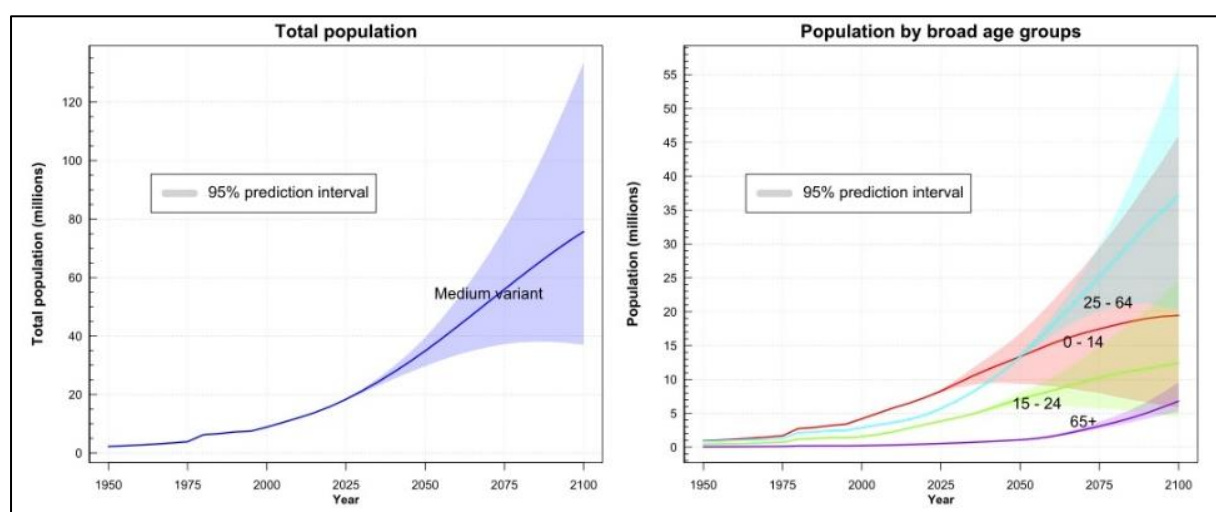 Total population
Total population (millions)
120
100
80
60
40
20
0
95% prediction interval
Medium variant
1950
1975
2000
2025
2050
2075
2100
Year
Population by broad age groups
Population (millions)
55
50
45
40
35
30
25
20
15
10
5
0
95% prediction interval
25 - 64
0 - 14
15 - 24
65+
1950
1975
2000
2025
2050
2075
2100
Year